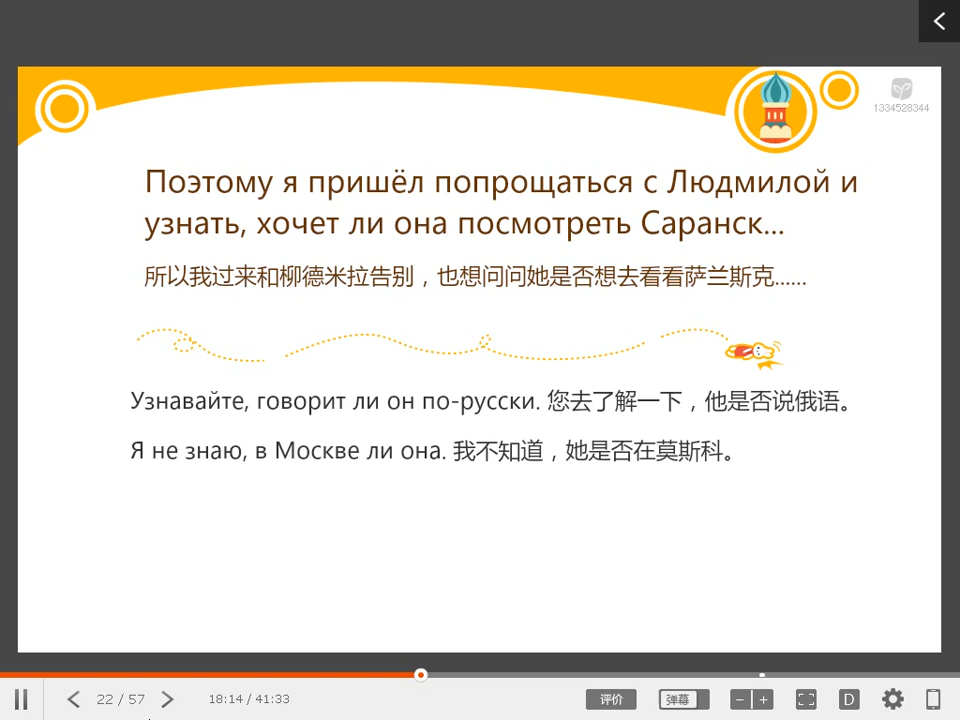 1334528344
Поэтому я пришёл попрощаться с Людмилой и
узнать, хочет ли она посмотреть Саранск...
所以我过来和柳德米拉告别，也想问问她是否想去看看萨兰斯克......
Узнавайте, говорит ли он по-русски. 您去了解一下，他是否说俄语。
Я не знаю, в Москве ли она. 我不知道，她是否在莫斯科。
22 / 57 18:14 / 41:33 评价 弹幕 D